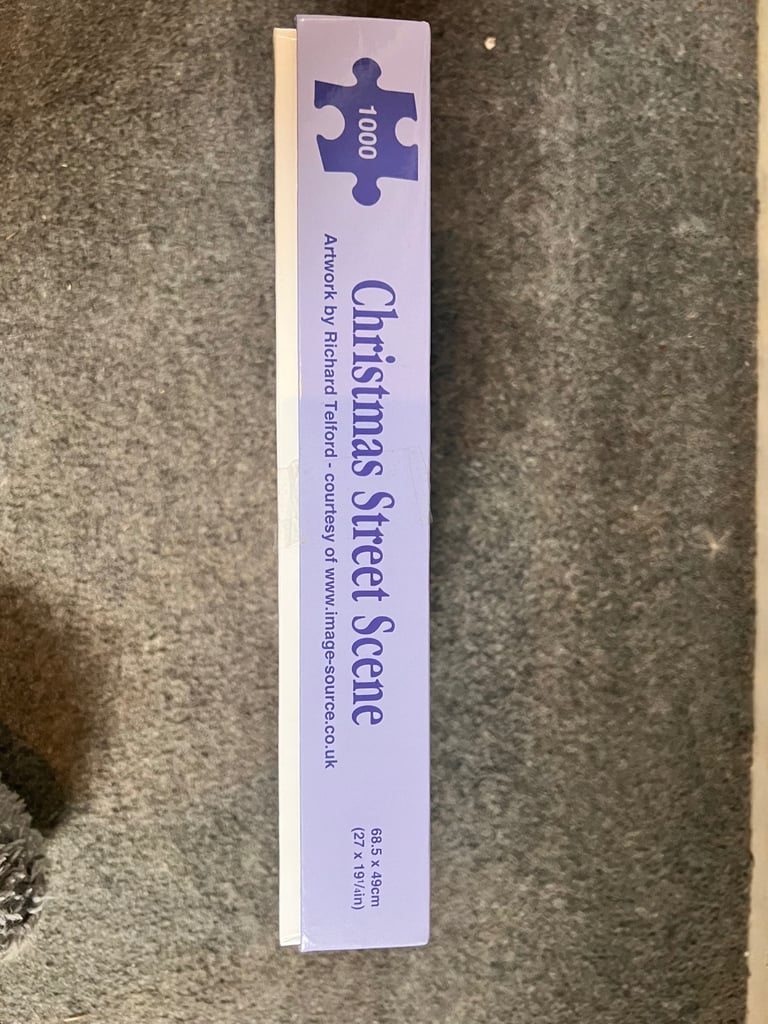 1000
Christmas Street Scene
Artwork by Richard Telford - courtesy of www.image-source.co.uk
68.5 x 49cm
(27 x 19¹/₄in)